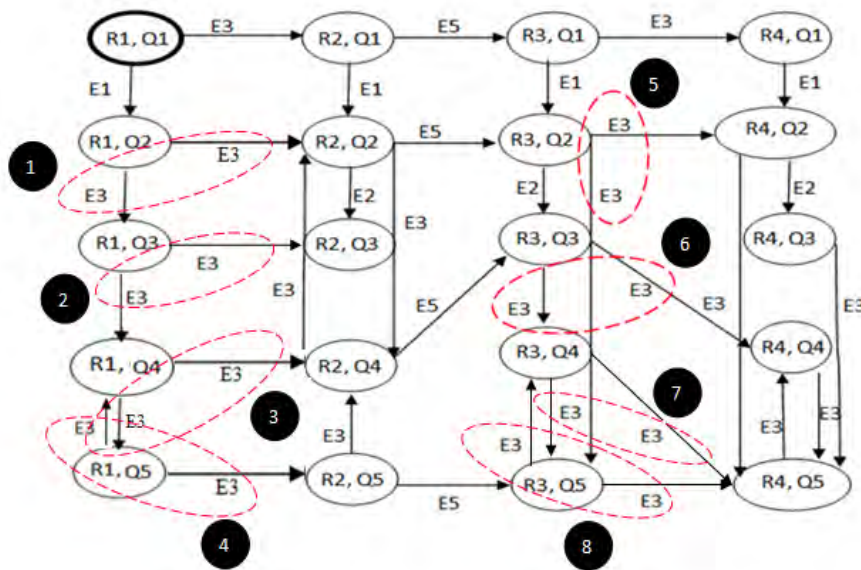 R1, Q1 E3 R2, Q1 E5 R3, Q1 E3 R4, Q1
E1 E1 E1 E1
5
R1, Q2 E3 R2, Q2 E5 R3, Q2 E3 R4, Q2
1
E3 E2 E2 E3 E2
E3
R1, Q3 E3 R2, Q3 R3, Q3 R4, Q3
6
2
E3 E3 E5 E3 E3 E3 E3
R1, Q4 E3 R2, Q4 R3, Q4 R4, Q4
3
7
E3 E3 E3 E3 E3 E3 E3
R1, Q5 E3 R2, Q5 E5 R3, Q5 E3 R4, Q5
4
8